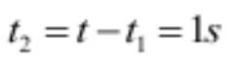 t₂ = t − t₁ = 1s